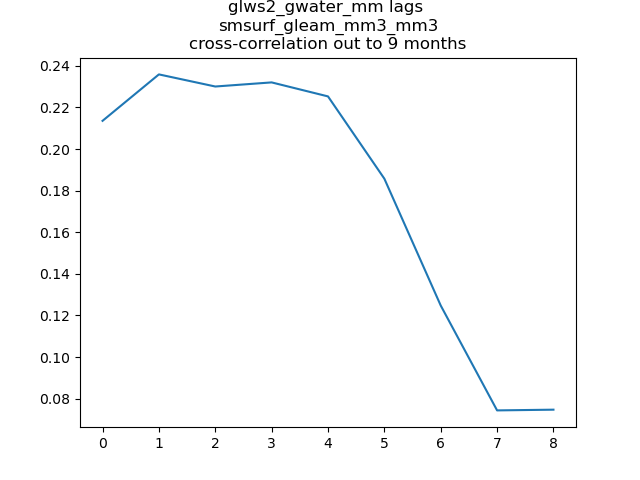 glws2_gwater_mm lags
smsurf_gleam_mm3_mm3
cross-correlation out to 9 months
0.24
0.22
0.20
0.18
0.16
0.14
0.12
0.10
0.08
0 1 2 3 4 5 6 7 8